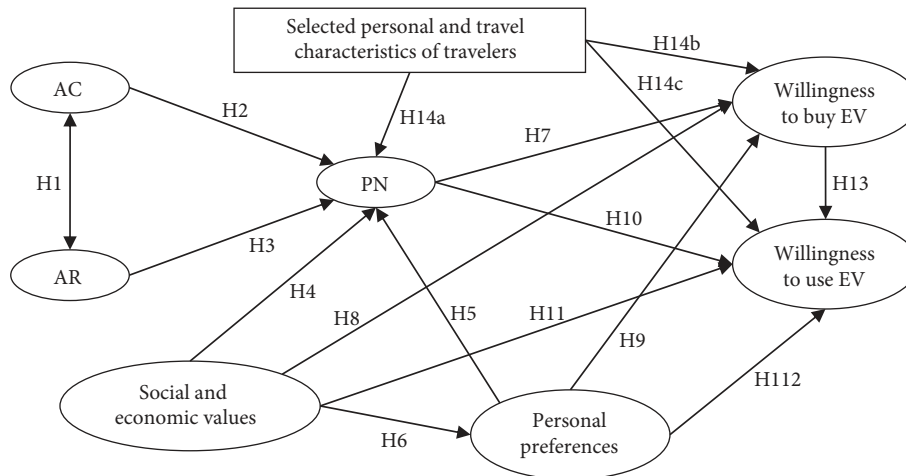 Selected personal and travel
characteristics of travelers
H14b
Willingness
to buy EV
H14c
AC
H2
H14a
H7
H1
PN
H13
H10
Willingness
to use EV
AR
H3
H4
H8
H5
H11
H9
H112
Social and
economic values
H6
Personal
preferences